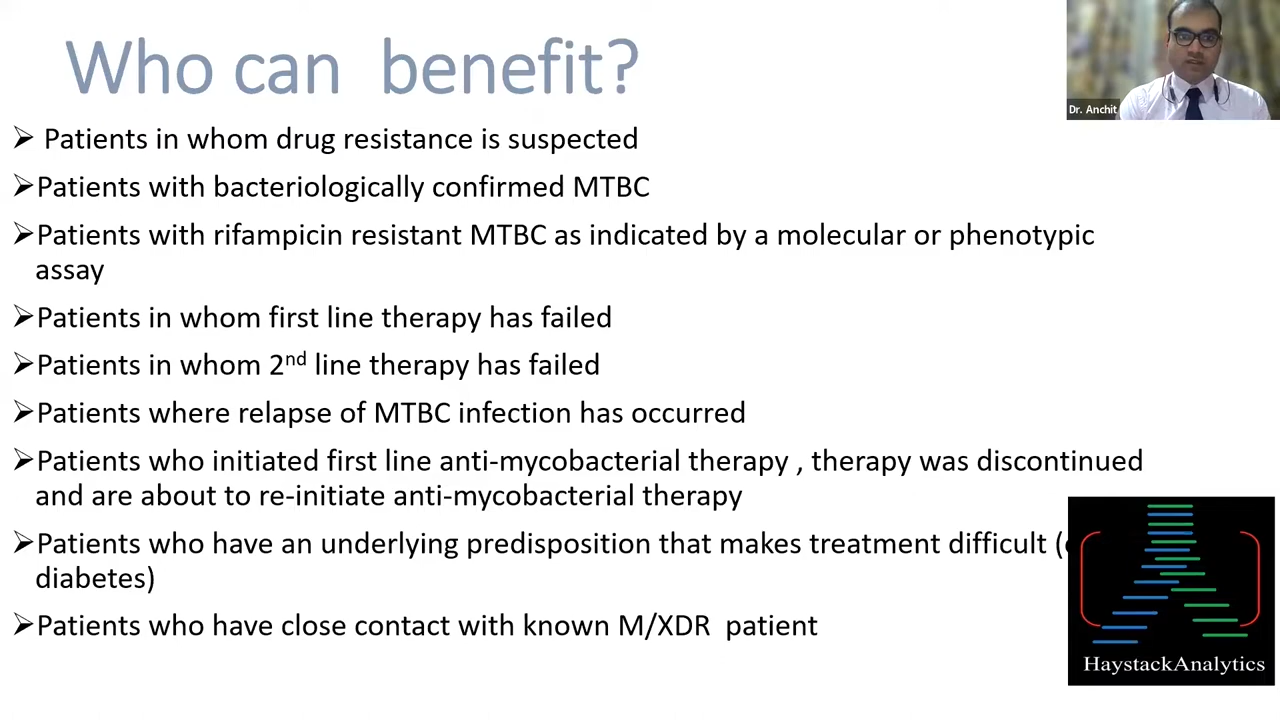 Who can benefit?
Dr. Anchit
➢ Patients in whom drug resistance is suspected
➢Patients with bacteriologically confirmed MTBC
➢Patients with rifampicin resistant MTBC as indicated by a molecular or phenotypic
assay
➢Patients in whom first line therapy has failed
➢Patients in whom 2nd line therapy has failed
➢Patients where relapse of MTBC infection has occurred
➢Patients who initiated first line anti-mycobacterial therapy , therapy was discontinued
and are about to re-initiate anti-mycobacterial therapy
➢Patients who have an underlying predisposition that makes treatment difficult (
diabetes)
➢Patients who have close contact with known M/XDR patient
HaystackAnalytics